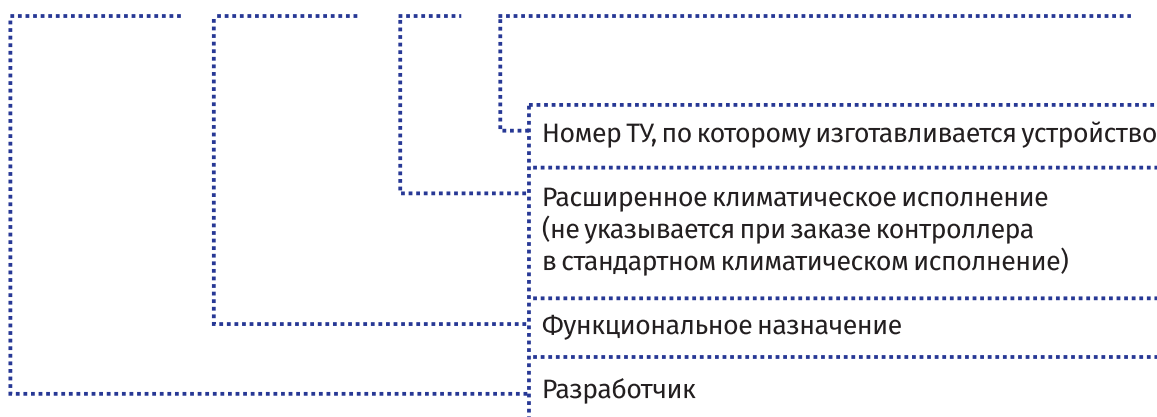 Номер ТУ, по которому изготавливается устройство
Расширенное климатическое исполнение
(не указывается при заказе контроллера
в стандартном климатическом исполнение)
Функциональное назначение
Разработчик